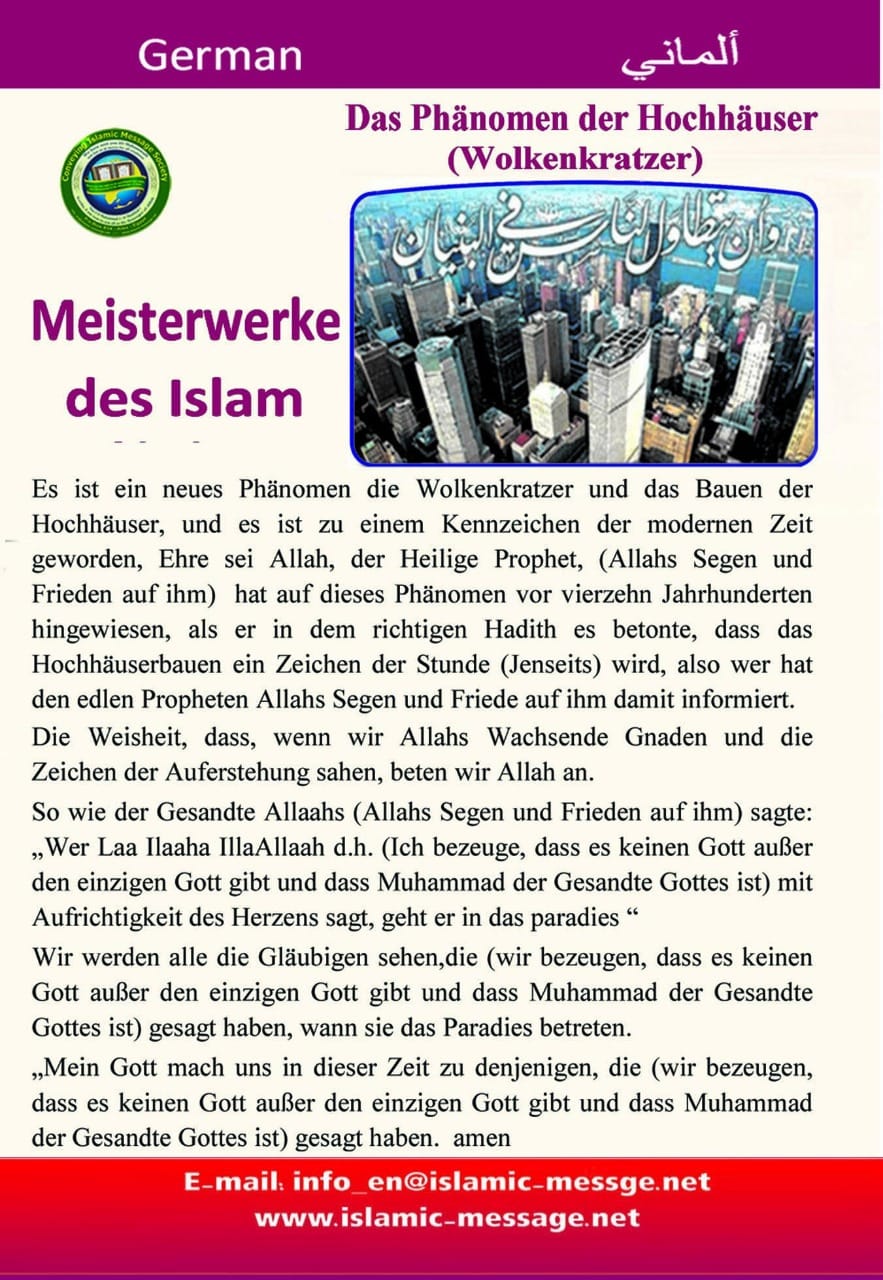 German
ألماني
Das Phänomen der Hochhäuser
(Wolkenkratzer)
Conveying Islamic Message Society
وأن يتطاول الناس في البنيان
Meisterwerke
des Islam
Es ist ein neues Phänomen die Wolkenkratzer und das Bauen der
Hochhäuser, und es ist zu einem Kennzeichen der modernen Zeit
geworden, Ehre sei Allah, der Heilige Prophet, (Allahs Segen und
Frieden auf ihm) hat auf dieses Phänomen vor vierzehn Jahrhunderten
hingewiesen, als er in dem richtigen Hadith es betonte, dass das
Hochhäuserbauen ein Zeichen der Stunde (Jenseits) wird, also wer hat
den edlen Propheten Allahs Segen und Friede auf ihm damit informiert.
Die Weisheit, dass, wenn wir Allahs Wachsende Gnaden und die
Zeichen der Auferstehung sahen, beten wir Allah an.
So wie der Gesandte Allaahs (Allahs Segen und Frieden auf ihm) sagte:
„Wer Laa Ilaaha IllaAllaah d.h. (Ich bezeuge, dass es keinen Gott außer
den einzigen Gott gibt und dass Muhammad der Gesandte Gottes ist) mit
Aufrichtigkeit des Herzens sagt, geht er in das paradies “
Wir werden alle die Gläubigen sehen,die (wir bezeugen, dass es keinen
Gott außer den einzigen Gott gibt und dass Muhammad der Gesandte
Gottes ist) gesagt haben, wann sie das Paradies betreten.
„Mein Gott mach uns in dieser Zeit zu denjenigen, die (wir bezeugen,
dass es keinen Gott außer den einzigen Gott gibt und dass Muhammad
der Gesandte Gottes ist) gesagt haben. amen
E-mail: info_en@islamic-messge.net
www.islamic-message.net